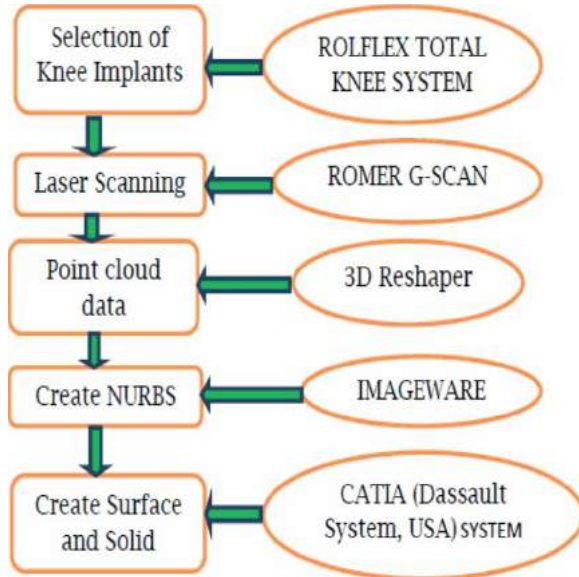 Selection of
Knee Implants
ROLFLEX TOTAL
KNEE SYSTEM
Laser Scanning
ROMER G-SCAN
Point cloud
data
3D Reshaper
Create NURBS
IMAGEWARE
Create Surface
and Solid
CATIA (Dassault
System, USA) SYSTEM